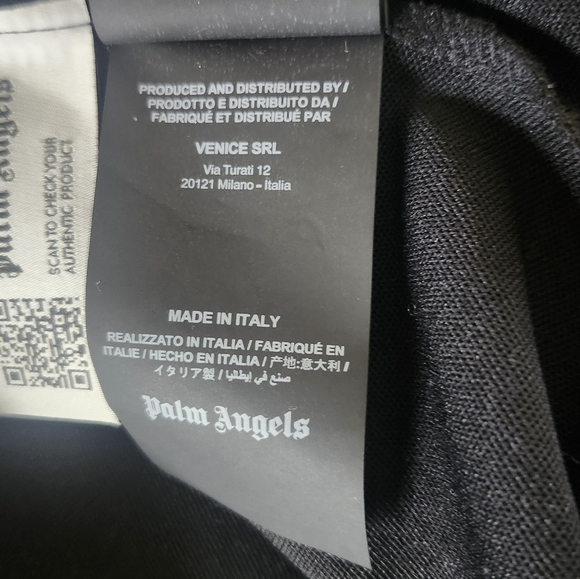 PRODUCED AND DISTRIBUTED BY /
PRODOTTO E DISTRIBUITO DA /
FABRIQUÉ ET DISTRIBUÉ PAR
VENICE SRL
Via Turati 12
20121 Milano - Italia
MADE IN ITALY
REALIZZATO IN ITALIA / FABRIQUÉ EN
ITALIE / HECHO EN ITALIA / 产地:意大利 /
イタリア製 / صنع في إيطاليا /
Palm Angels
Palm Angels
SCAN TO CHECK YOUR
AUTHENTIC PRODUCT